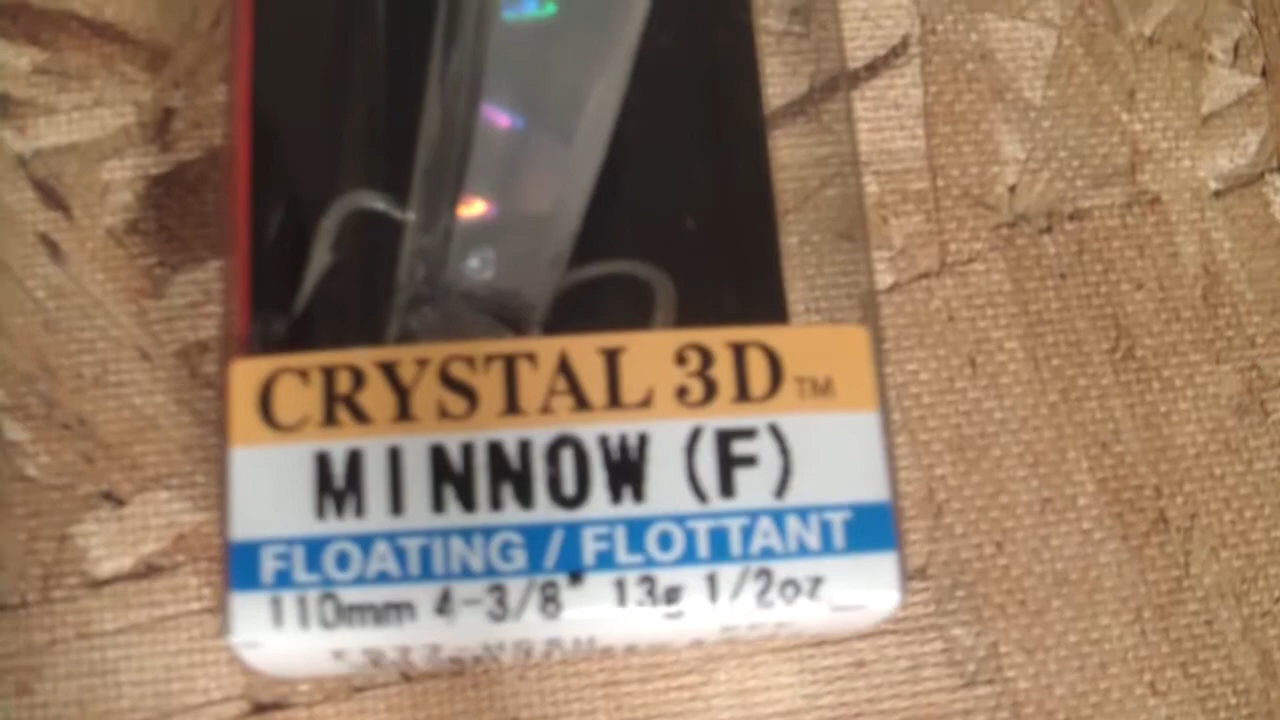 CRYSTAL 3D™
MINNOW (F)
FLOATING / FLOTTANT
110mm 4-3/8" 13g 1/2oz